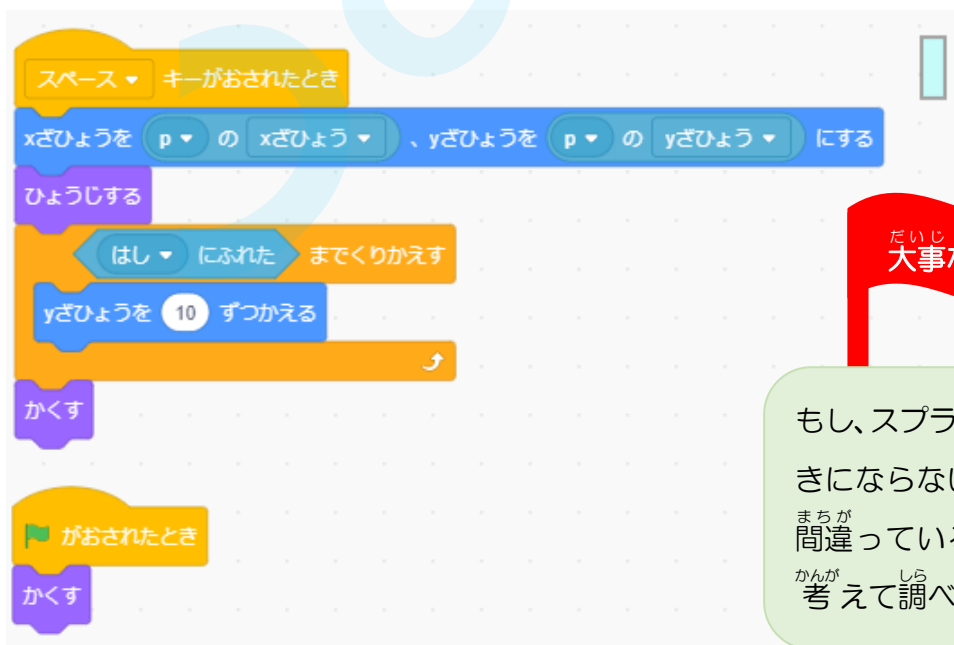 スペース キーがおされたとき
xざひょうを p の xざひょう 、yざひょうを p の yざひょう にする
ひょうじする
はし にふれた までくりかえす
yざひょうを 10 ずつかえる
かくす
がおされたとき
かくす
だいじ
大事な
もし、スプラ
きにならない
まちが
間違ってい
かんが しら
考えて調べ